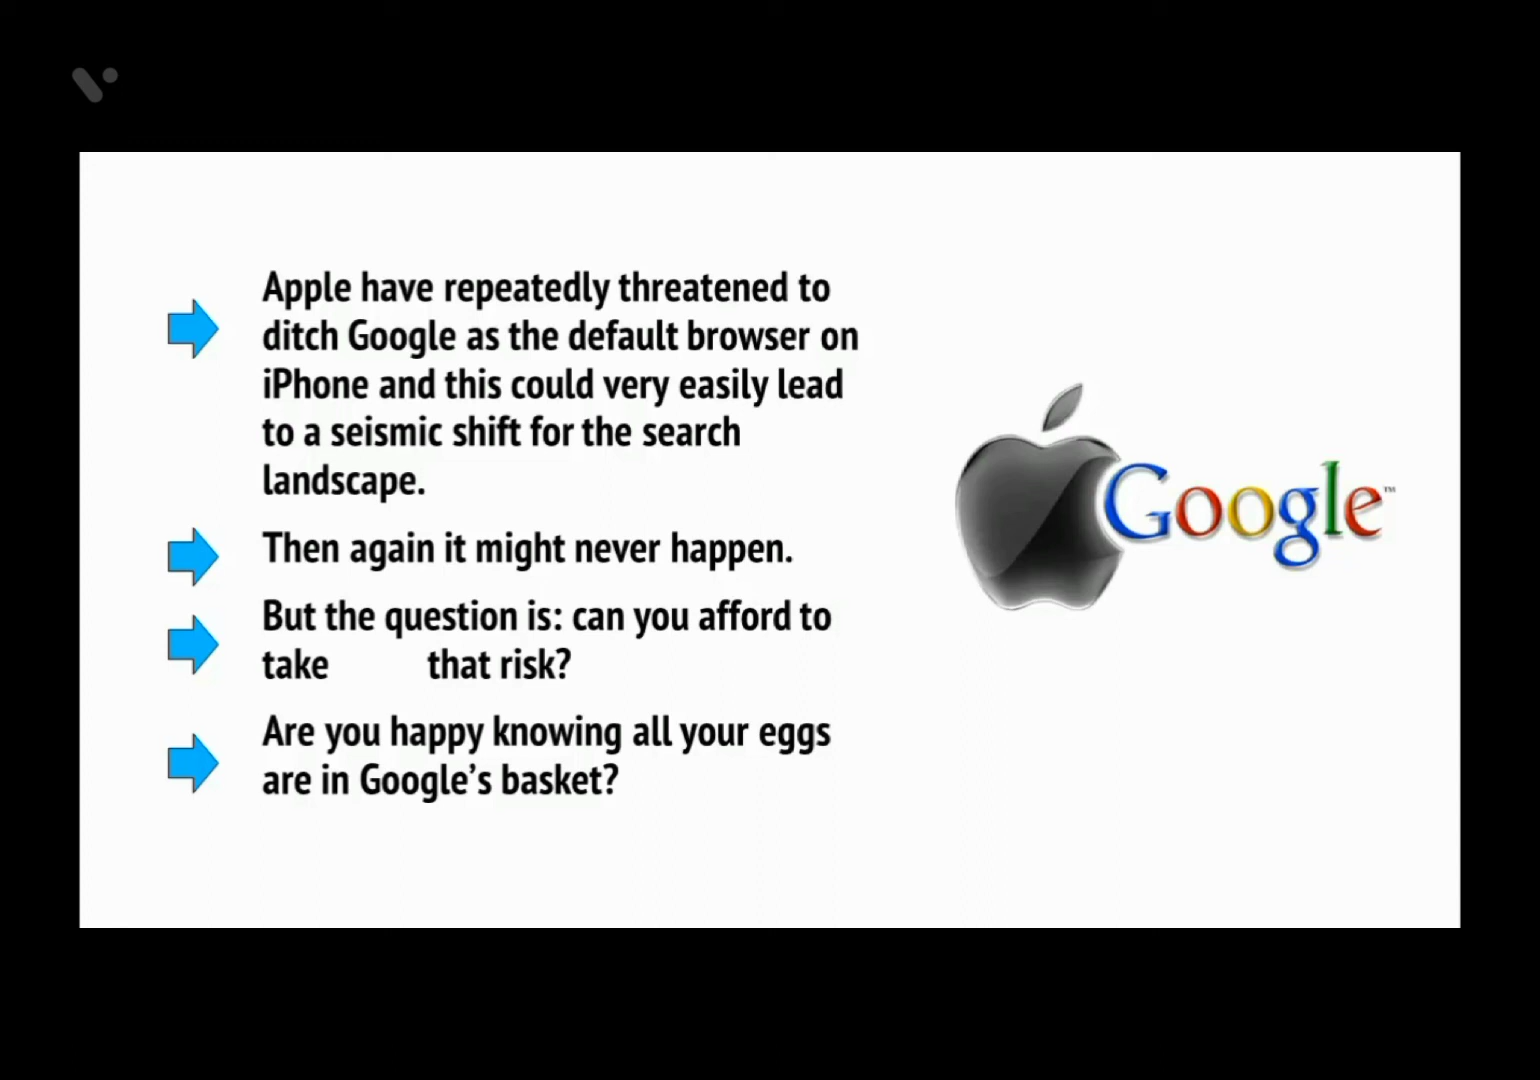 Apple have repeatedly threatened to
ditch Google as the default browser on
iPhone and this could very easily lead
to a seismic shift for the search
landscape.
Then again it might never happen.
But the question is: can you afford to
take that risk?
Are you happy knowing all your eggs
are in Google’s basket?
Google™